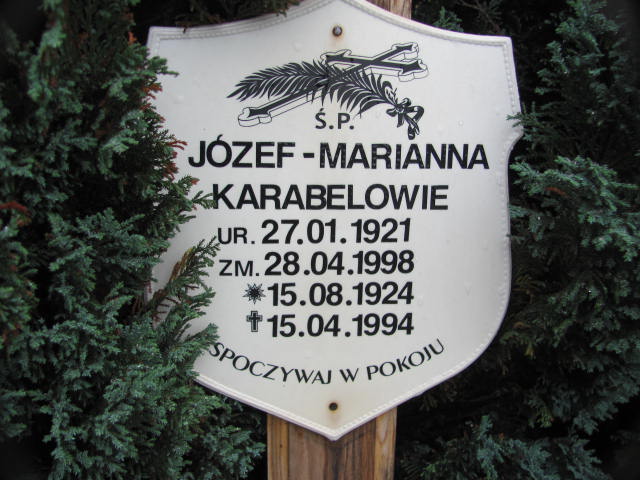 Ś.P.
JÓZEF - MARIANNA
KARABELOWIE
UR. 27.01.1921
ZM. 28.04.1998
15.08.1924
15.04.1994
SPOCZYWAJ W POKOJU